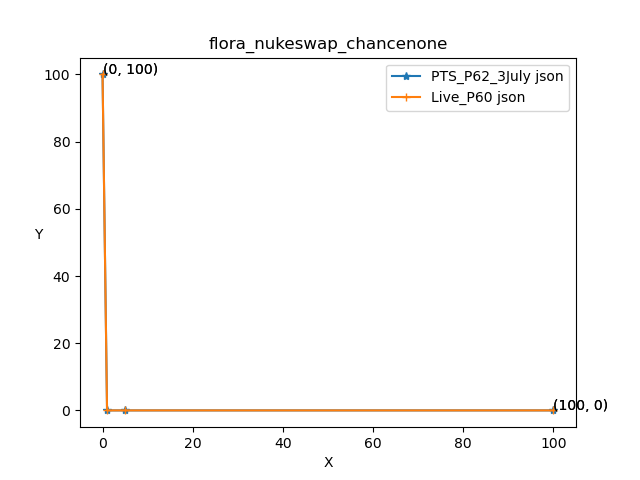 flora_nukeswap_chancenone
PTS_P62_3July json
Live_P60 json
(0, 100)
(100, 0)
Y
100
80
60
40
20
0
0 20 40 60 80 100
X